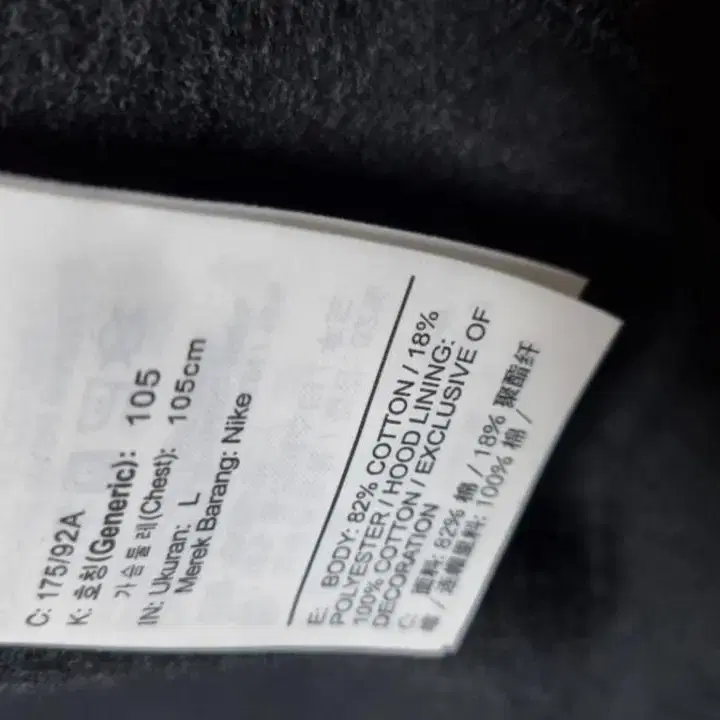 C: 175/92A
K: 호칭(Generic): 105
가슴둘레(Chest): 105cm
IN: Ukuran: L
Merek Barang: Nike
E: BODY: 82% COTTON / 18%
POLYESTER / HOOD LINING:
100% COTTON / EXCLUSIVE OF
DECORATION
C: 面料: 82% 棉 / 18% 聚酯纤
/ 连帽里料: 100% 棉 /